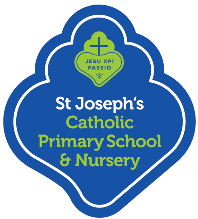 JESU XPI
PASSIO
St Joseph's
Catholic
Primary School
& Nursery